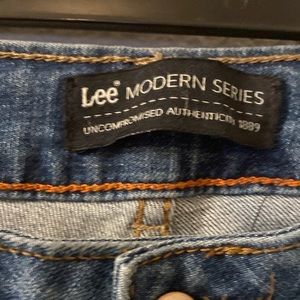 Lee® MODERN SERIES
UNCOMPROMISED AUTHENTICITY 1889